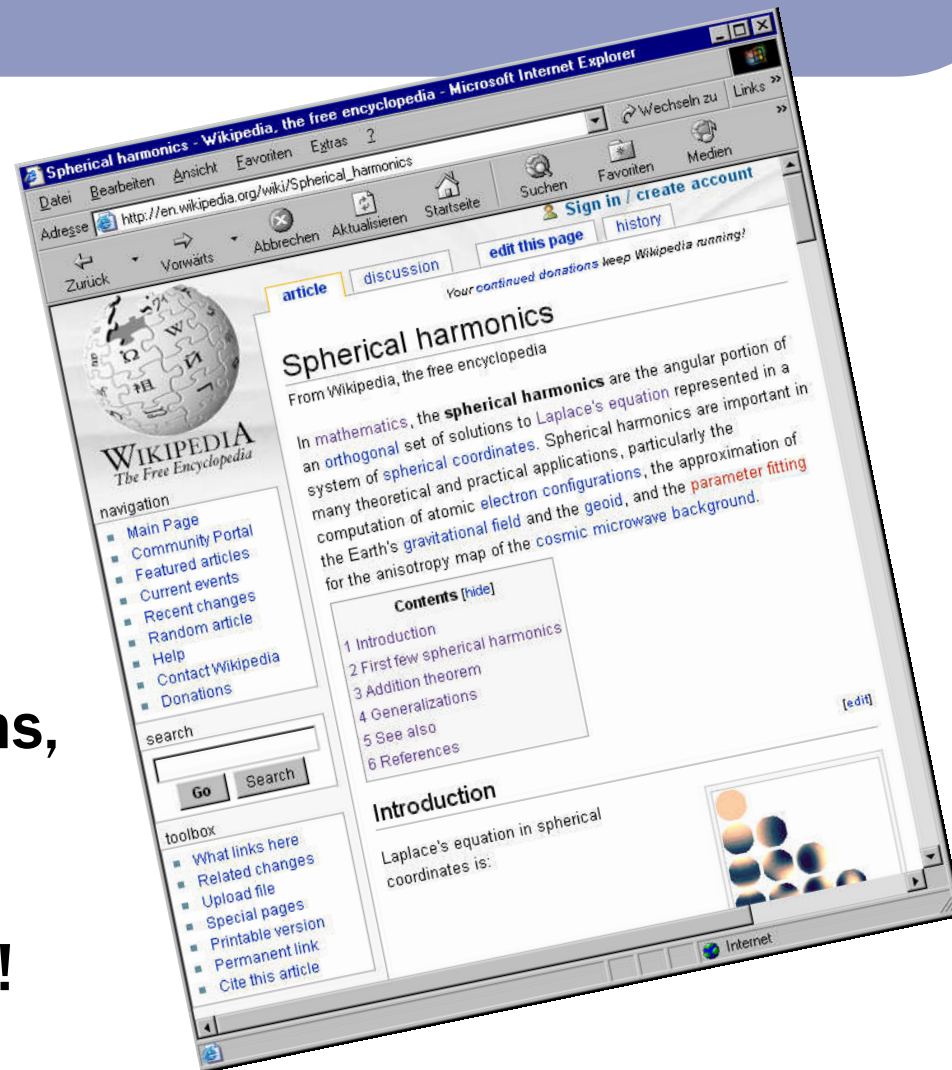 Spherical harmonics - Wikipedia, the free encyclopedia - Microsoft Internet Explorer
Datei Bearbeiten Ansicht Favoriten Extras ?
Adresse http://en.wikipedia.org/wiki/Spherical_harmonics Wechseln zu Links »
Zurück Vorwärts Abbrechen Aktualisieren Startseite Suchen Favoriten Medien »
Sign in / create account
article discussion edit this page history
Your continued donations keep Wikipedia running!
WIKIPEDIA
The Free Encyclopedia
navigation
Main Page
Community Portal
Featured articles
Current events
Recent changes
Random article
Help
Contact Wikipedia
Donations
search
Go Search
toolbox
What links here
Related changes
Upload file
Special pages
Printable version
Permanent link
Cite this article
Spherical harmonics
From Wikipedia, the free encyclopedia
In mathematics, the spherical harmonics are the angular portion of
an orthogonal set of solutions to Laplace's equation represented in a
system of spherical coordinates. Spherical harmonics are important in
many theoretical and practical applications, particularly the
computation of atomic electron configurations, the approximation of
the Earth's gravitational field and the geoid, and the parameter fitting
for the anisotropy map of the cosmic microwave background.
Contents [hide]
1 Introduction
2 First few spherical harmonics
3 Addition theorem
4 Generalizations
5 See also
6 References
[edit]
Introduction
Laplace's equation in spherical
coordinates is:
Internet
ns,
!